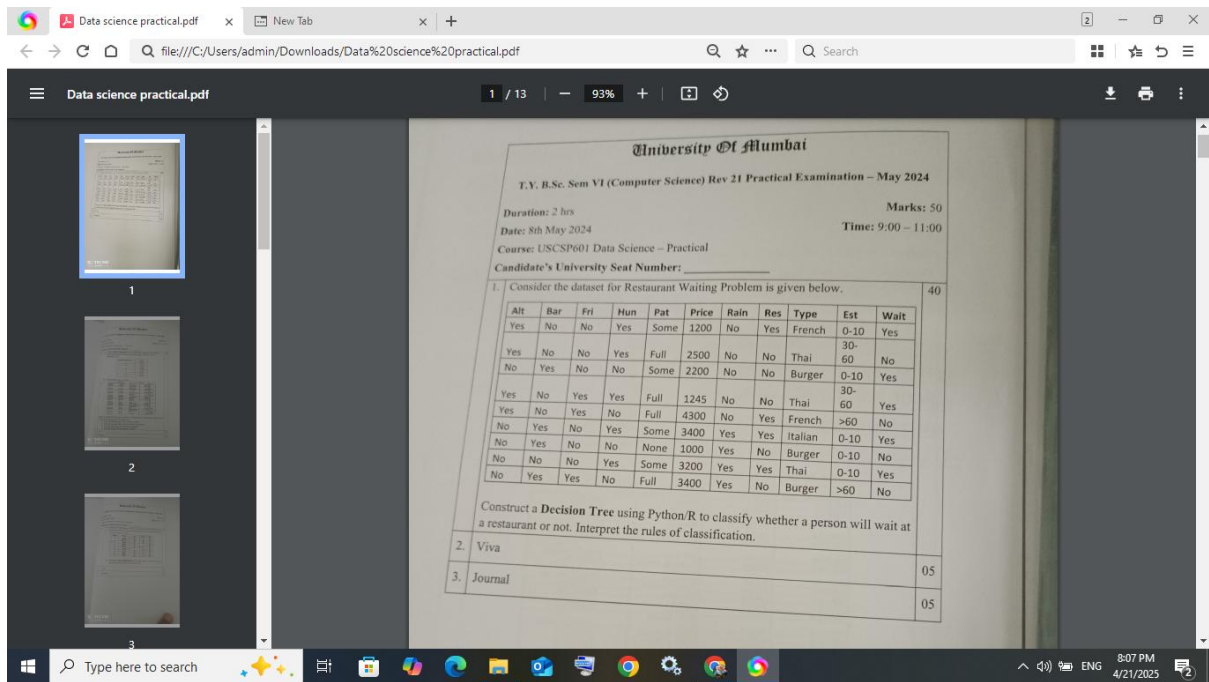 Data science practical.pdf
New Tab
2
file:///C:/Users/admin/Downloads/Data%20science%20practical.pdf
Search
Data science practical.pdf
1 / 13
93%
1
2
3
University Of Mumbai
T.Y. B.Sc. Sem VI (Computer Science) Rev 21 Practical Examination – May 2024
Duration: 2 hrs Marks: 50
Date: 8th May 2024 Time: 9:00 – 11:00
Course: USCSP601 Data Science – Practical
Candidate's University Seat Number:
1. Consider the dataset for Restaurant Waiting Problem is given below. 40
Alt Bar Fri Hun Pat Price Rain Res Type Est Wait
Yes No No Yes Some 1200 No Yes French 0-10 Yes
Yes No No Yes Full 2500 No No Thai 30-60 No
No Yes No No Some 2200 No No Burger 0-10 Yes
Yes No Yes Yes Full 1245 No No Thai 30-60 Yes
Yes No Yes No Full 4300 No Yes French >60 No
No Yes No Yes Some 3400 Yes Yes Italian 0-10 Yes
No Yes No No None 1000 Yes No Burger 0-10 No
No No No Yes Some 3200 Yes Yes Thai 0-10 Yes
No Yes Yes No Full 3400 Yes No Burger >60 No
Construct a Decision Tree using Python/R to classify whether a person will wait at
a restaurant or not. Interpret the rules of classification.
2. Viva 05
3. Journal 05
Type here to search
ENG
8:07 PM
4/21/2025
2